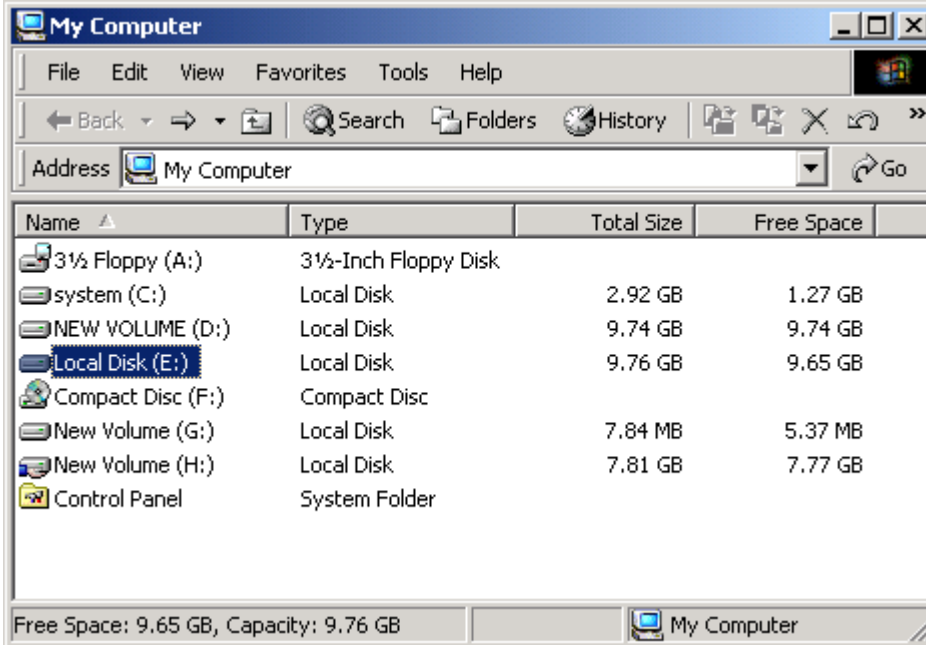 My Computer
File Edit View Favorites Tools Help
Back Search Folders History »
Address My Computer Go
Name Type Total Size Free Space
3½ Floppy (A:) 3½-Inch Floppy Disk
system (C:) Local Disk 2.92 GB 1.27 GB
NEW VOLUME (D:) Local Disk 9.74 GB 9.74 GB
Local Disk (E:) Local Disk 9.76 GB 9.65 GB
Compact Disc (F:) Compact Disc
New Volume (G:) Local Disk 7.84 MB 5.37 MB
New Volume (H:) Local Disk 7.81 GB 7.77 GB
Control Panel System Folder
Free Space: 9.65 GB, Capacity: 9.76 GB My Computer